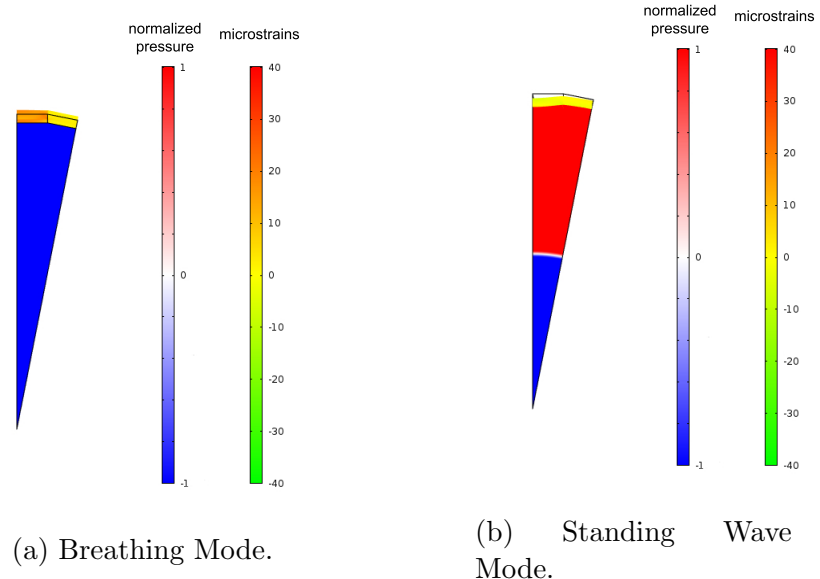 normalized
pressure
microstrains
1
0
-1
40
30
20
10
0
-10
-20
-30
-40
(a) Breathing Mode.
normalized
pressure
microstrains
1
0
-1
40
30
20
10
0
-10
-20
-30
-40
(b) Standing Wave
Mode.